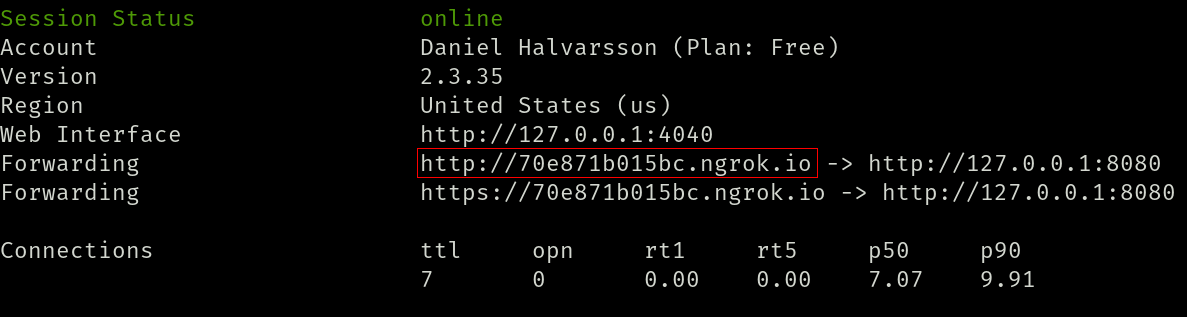 Session Status online
Account Daniel Halvarsson (Plan: Free)
Version 2.3.35
Region United States (us)
Web Interface http://127.0.0.1:4040
Forwarding http://70e871b015bc.ngrok.io -> http://127.0.0.1:8080
Forwarding https://70e871b015bc.ngrok.io -> http://127.0.0.1:8080
Connections ttl opn rt1 rt5 p50 p90
7 0 0.00 0.00 7.07 9.91